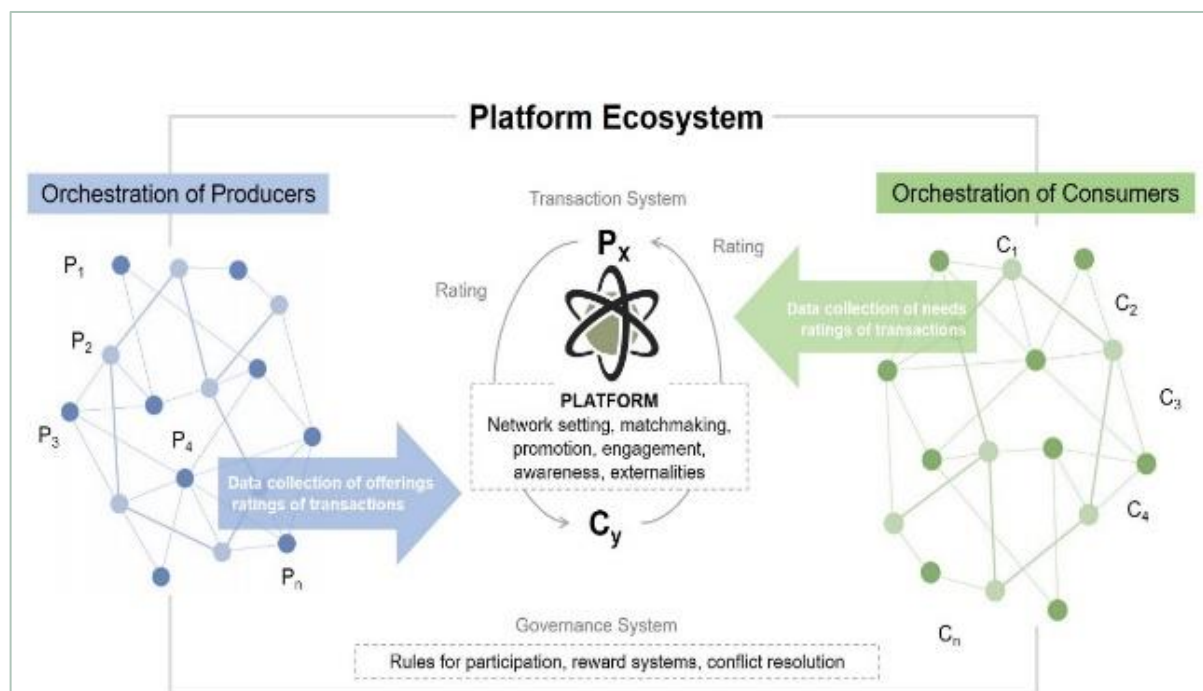 Platform Ecosystem
Orchestration of Producers
Orchestration of Consumers
Transaction System
Pₓ
Rating
Rating
P₁
P₂
P₃
P₄
Pₙ
Data collection of offerings
ratings of transactions
PLATFORM
Network setting, matchmaking,
promotion, engagement,
awareness, externalities
Cᵧ
Data collection of needs
ratings of transactions
C₁
C₂
C₃
C₄
Cₙ
Governance System
Rules for participation, reward systems, conflict resolution